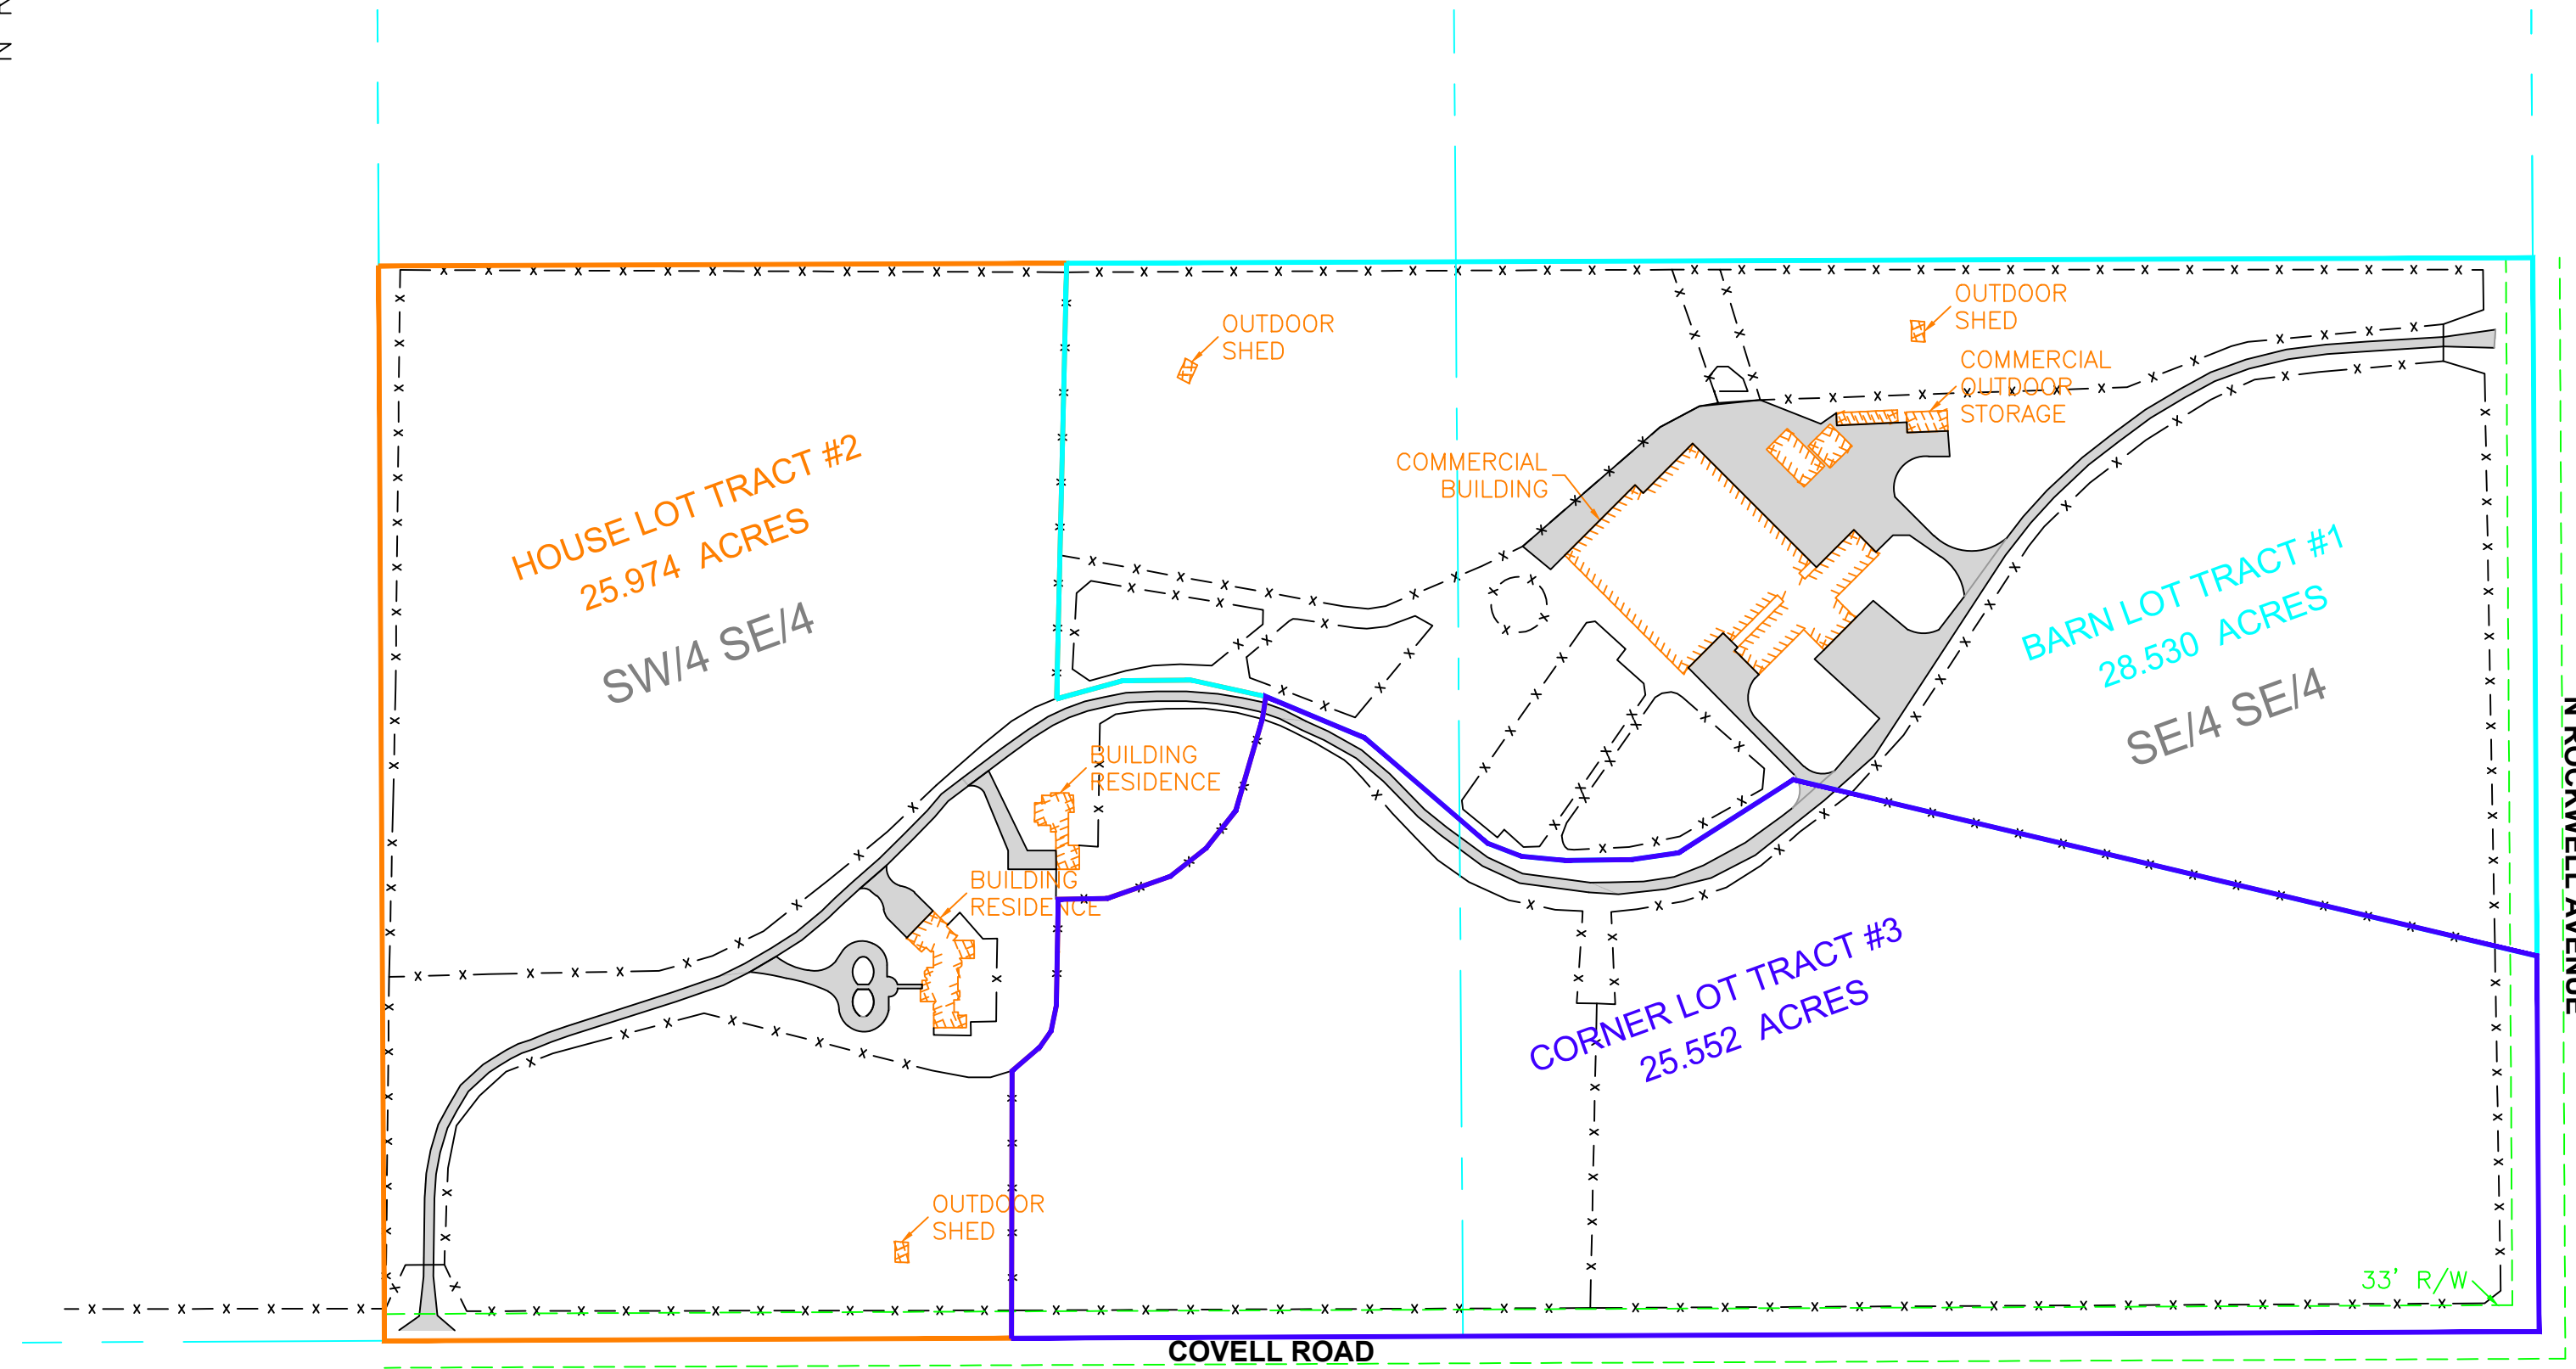 OUTDOOR
SHED
OUTDOOR
SHED
COMMERCIAL
OUTDOOR
STORAGE
COMMERCIAL
BUILDING
HOUSE LOT TRACT #2
25.974 ACRES
SW/4 SE/4
BARN LOT TRACT #1
28.530 ACRES
SE/4 SE/4
N ROCKWELL AVENUE
BUILDING
RESIDENCE
BUILDING
RESIDENCE
CORNER LOT TRACT #3
25.552 ACRES
OUTDOOR
SHED
33' R/W
COVELL ROAD